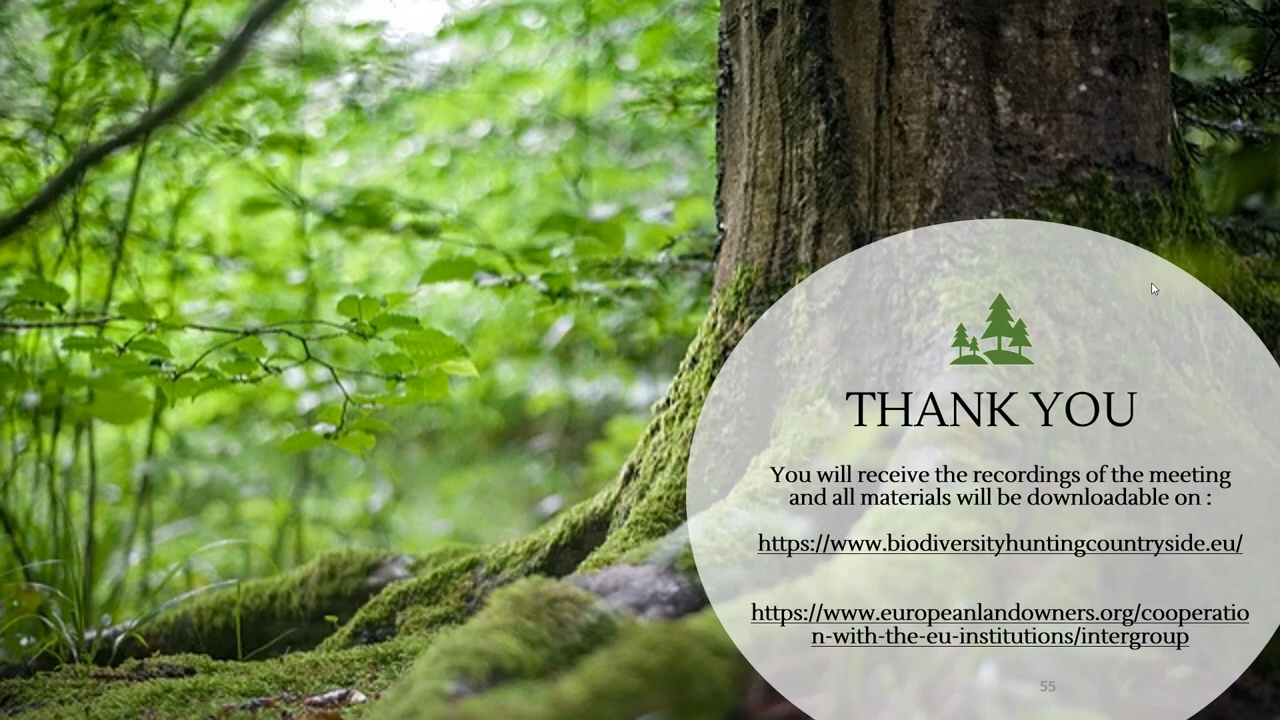 THANK YOU
You will receive the recordings of the meeting
and all materials will be downloadable on :
https://www.biodiversityhuntingcountryside.eu/
https://www.europeanlandowners.org/cooperatio
n-with-the-eu-institutions/intergroup
55